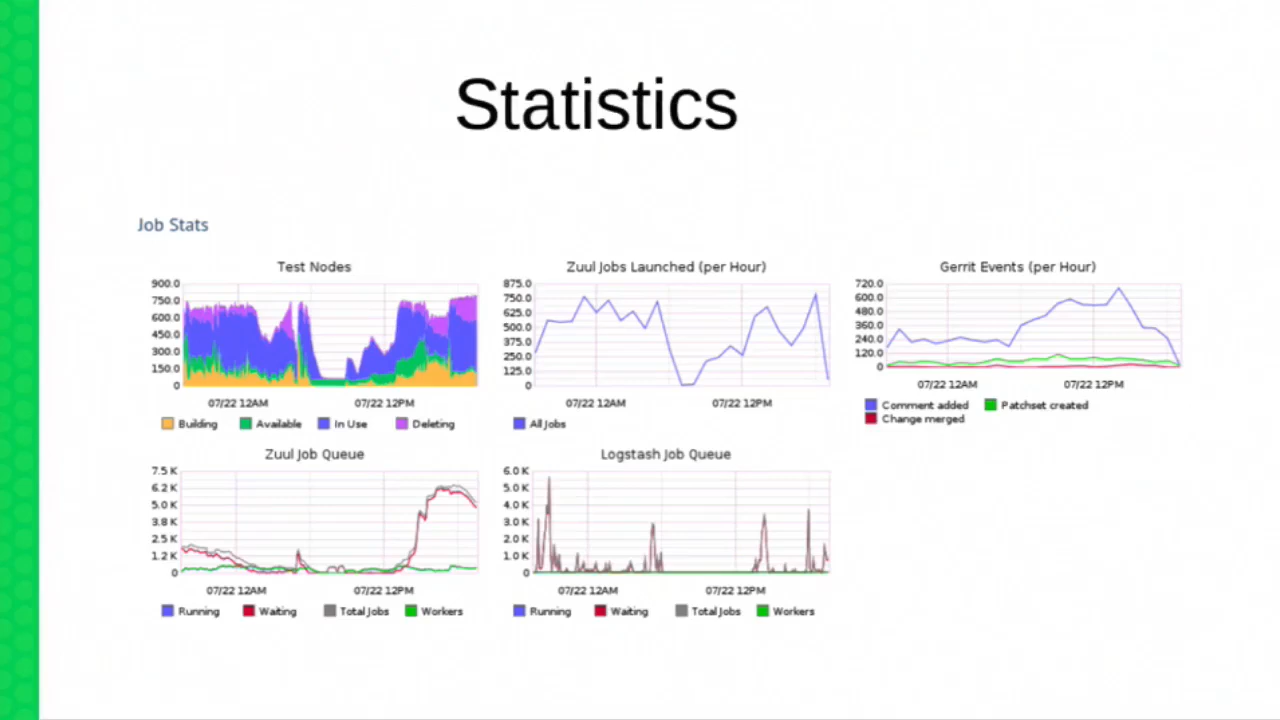 Statistics
Job Stats
Test Nodes
900.0
750.0
600.0
450.0
300.0
150.0
0
07/22 12AM 07/22 12PM
Building Available In Use Deleting
Zuul Jobs Launched (per Hour)
875.0
750.0
625.0
500.0
375.0
250.0
125.0
0
07/22 12AM 07/22 12PM
All Jobs
Gerrit Events (per Hour)
720.0
600.0
480.0
360.0
240.0
120.0
0
07/22 12AM 07/22 12PM
Comment added Patchset created
Change merged
Zuul Job Queue
7.5 K
6.2 K
5.0 K
3.8 K
2.5 K
1.2 K
0
07/22 12AM 07/22 12PM
Running Waiting Total Jobs Workers
Logstash Job Queue
6.0 K
5.0 K
4.0 K
3.0 K
2.0 K
1.0 K
0
07/22 12AM 07/22 12PM
Running Waiting Total Jobs Workers